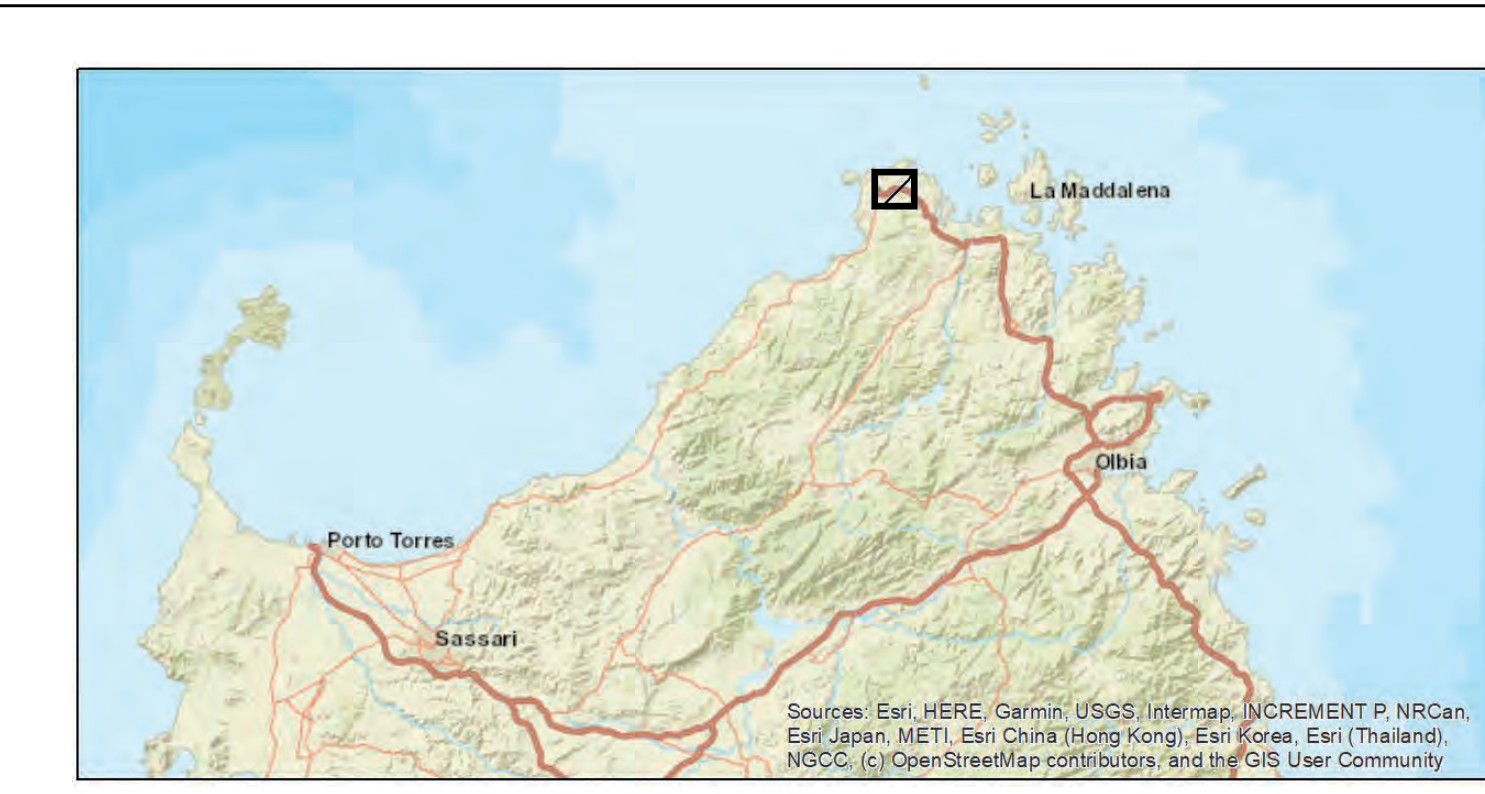 La Maddalena
Olbia
Porto Torres
Sassari
Sources: Esri, HERE, Garmin, USGS, Intermap, INCREMENT P, NRCan,
Esri Japan, METI, Esri China (Hong Kong), Esri Korea, Esri (Thailand),
NGCC, (c) OpenStreetMap contributors, and the GIS User Community